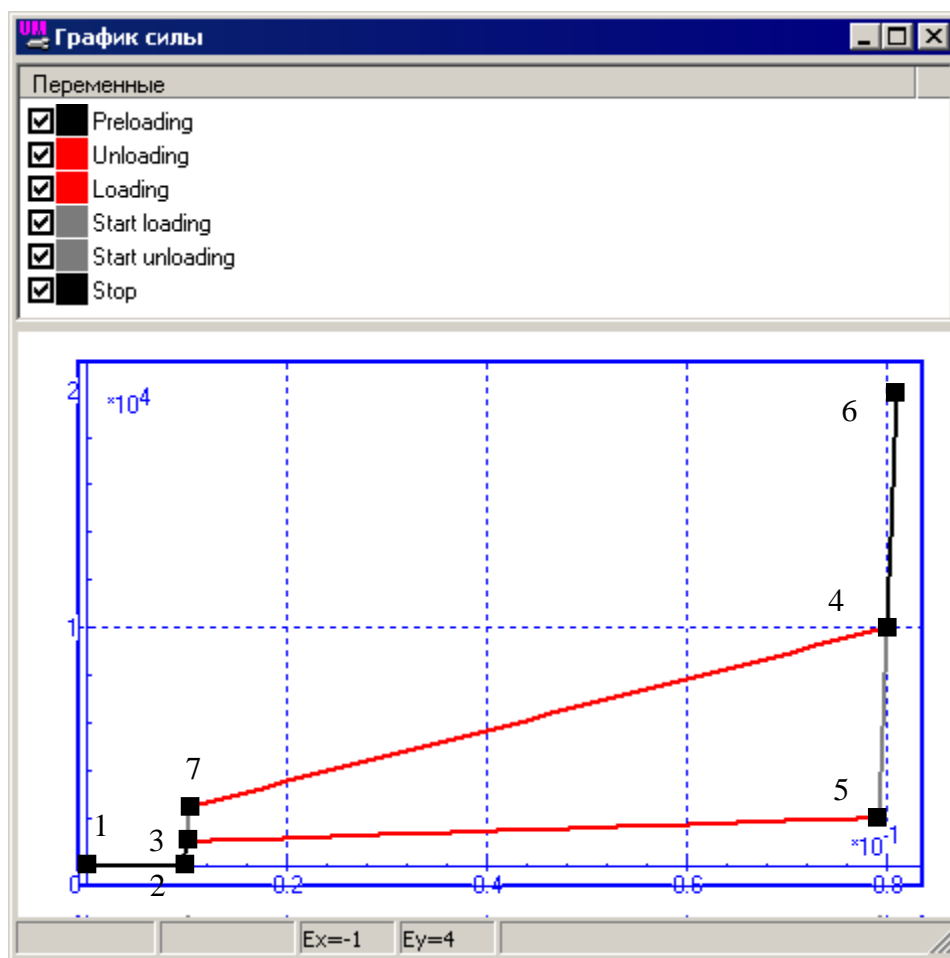 UM График силы
Переменные
Preloading
Unloading
Loading
Start loading
Start unloading
Stop
2
*10⁴
6
4
1
7
5
1
3
*10⁻¹
2
0 0.2 0.4 0.6 0.8
Ex=-1 Ey=4